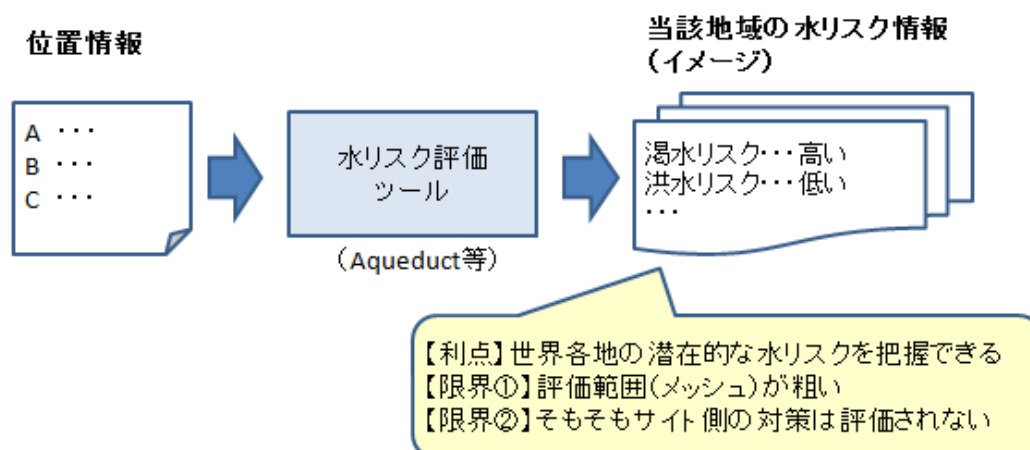 位置情報
A ・・・
B ・・・
C ・・・
水リスク評価
ツール
（Aqueduct等）
当該地域の水リスク情報
（イメージ）
渇水リスク・・・高い
洪水リスク・・・低い
・・・
【利点】世界各地の潜在的な水リスクを把握できる
【限界①】評価範囲（メッシュ）が粗い
【限界②】そもそもサイト側の対策は評価されない